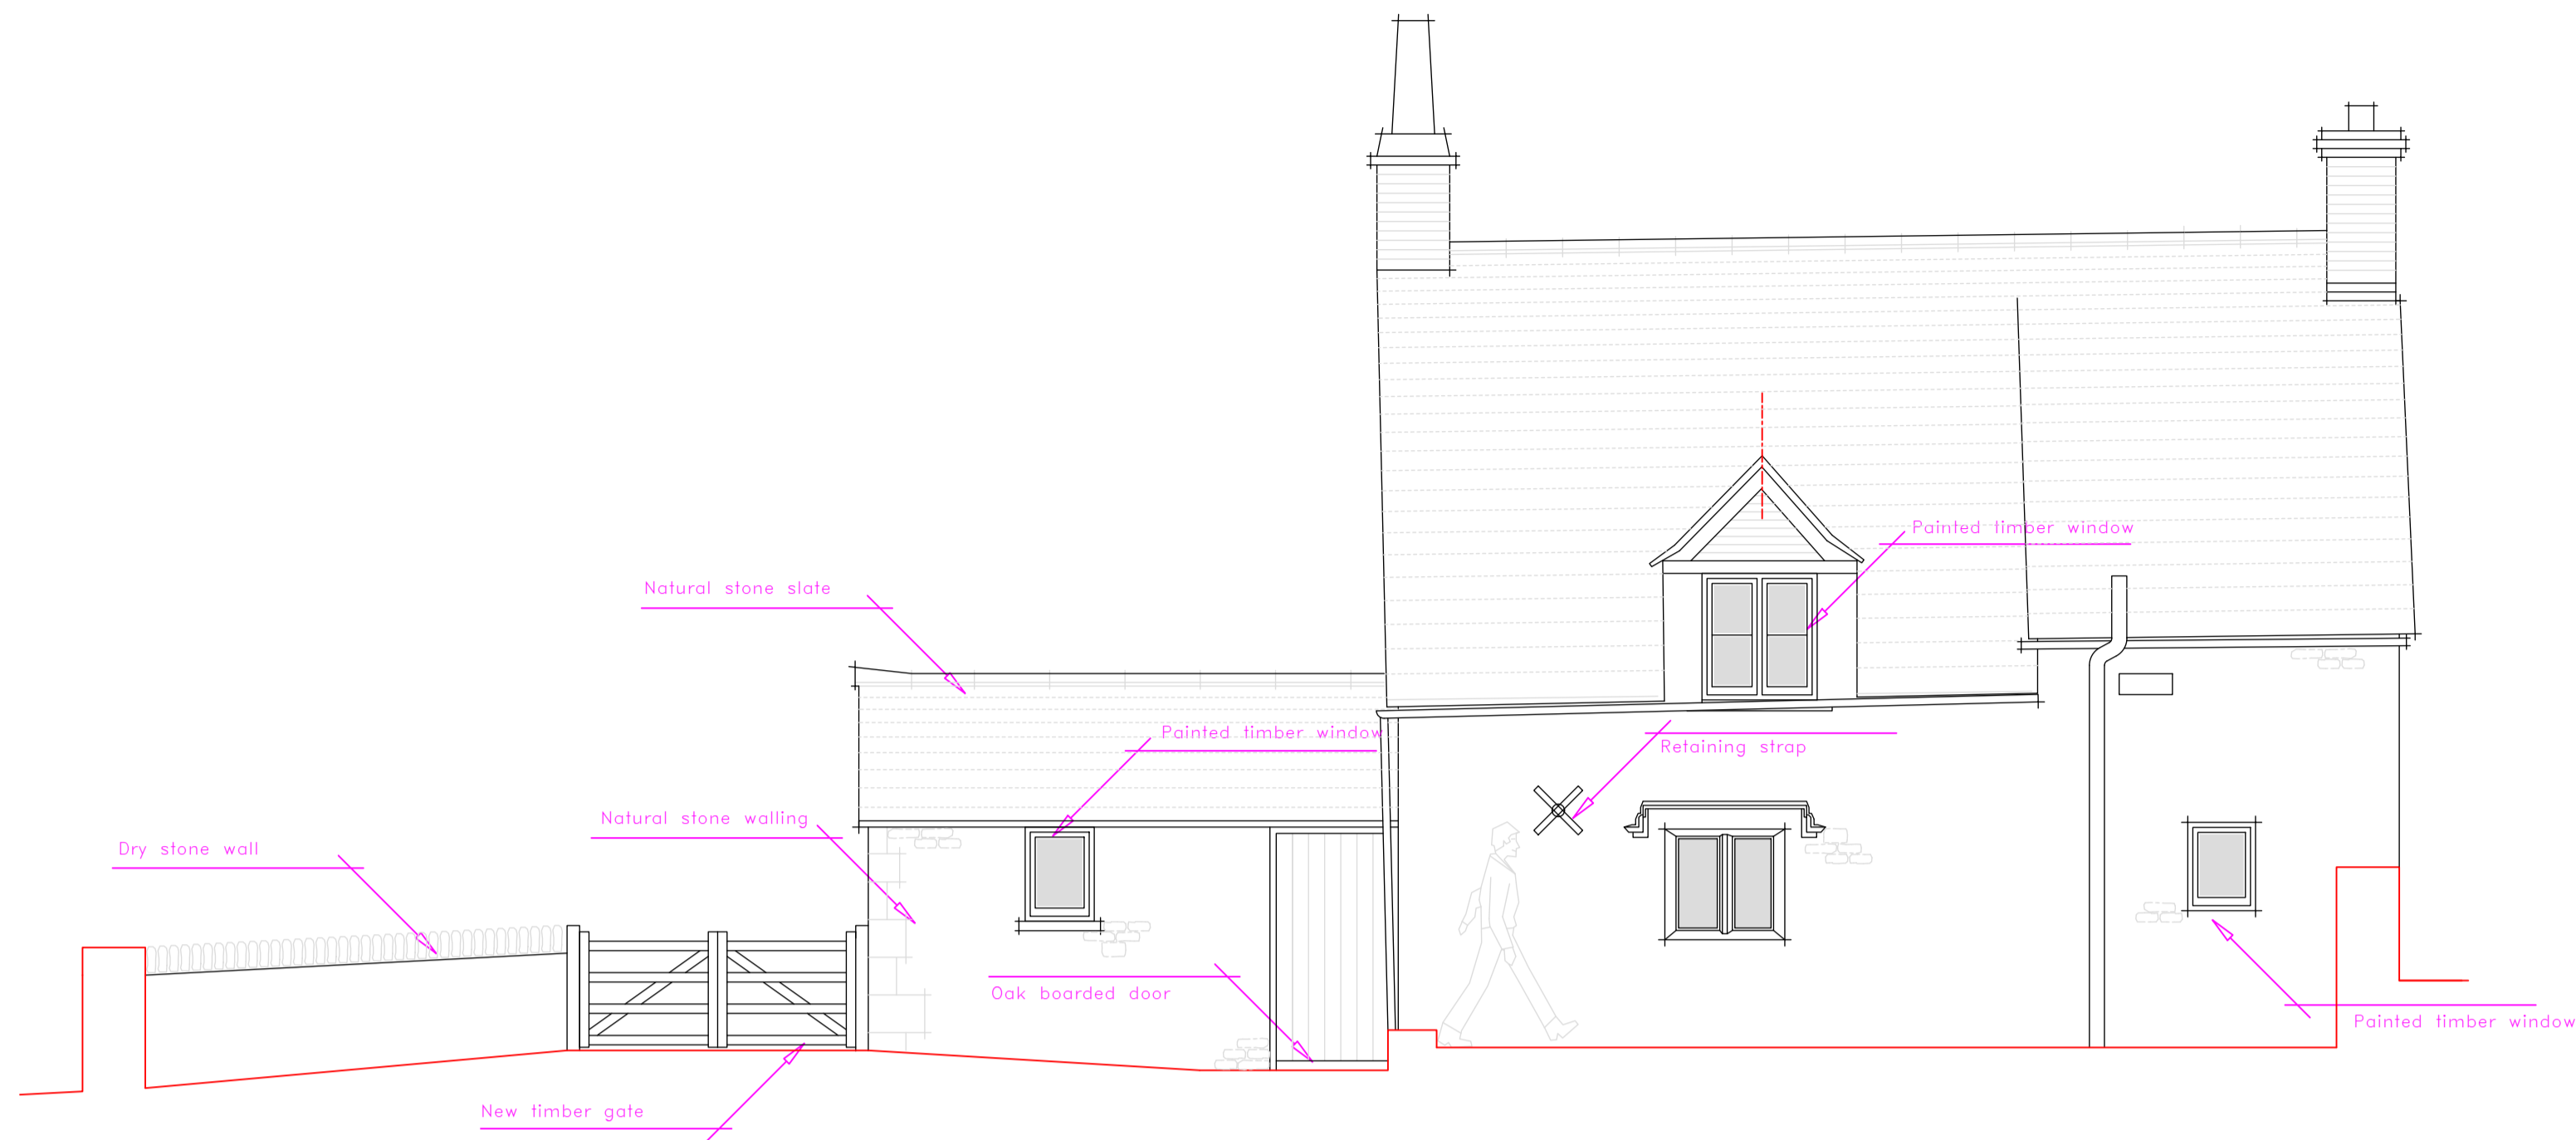 Painted timber window
Natural stone slate
Painted timber window
Retaining strap
Natural stone walling
Dry stone wall
Oak boarded door
Painted timber window
New timber gate